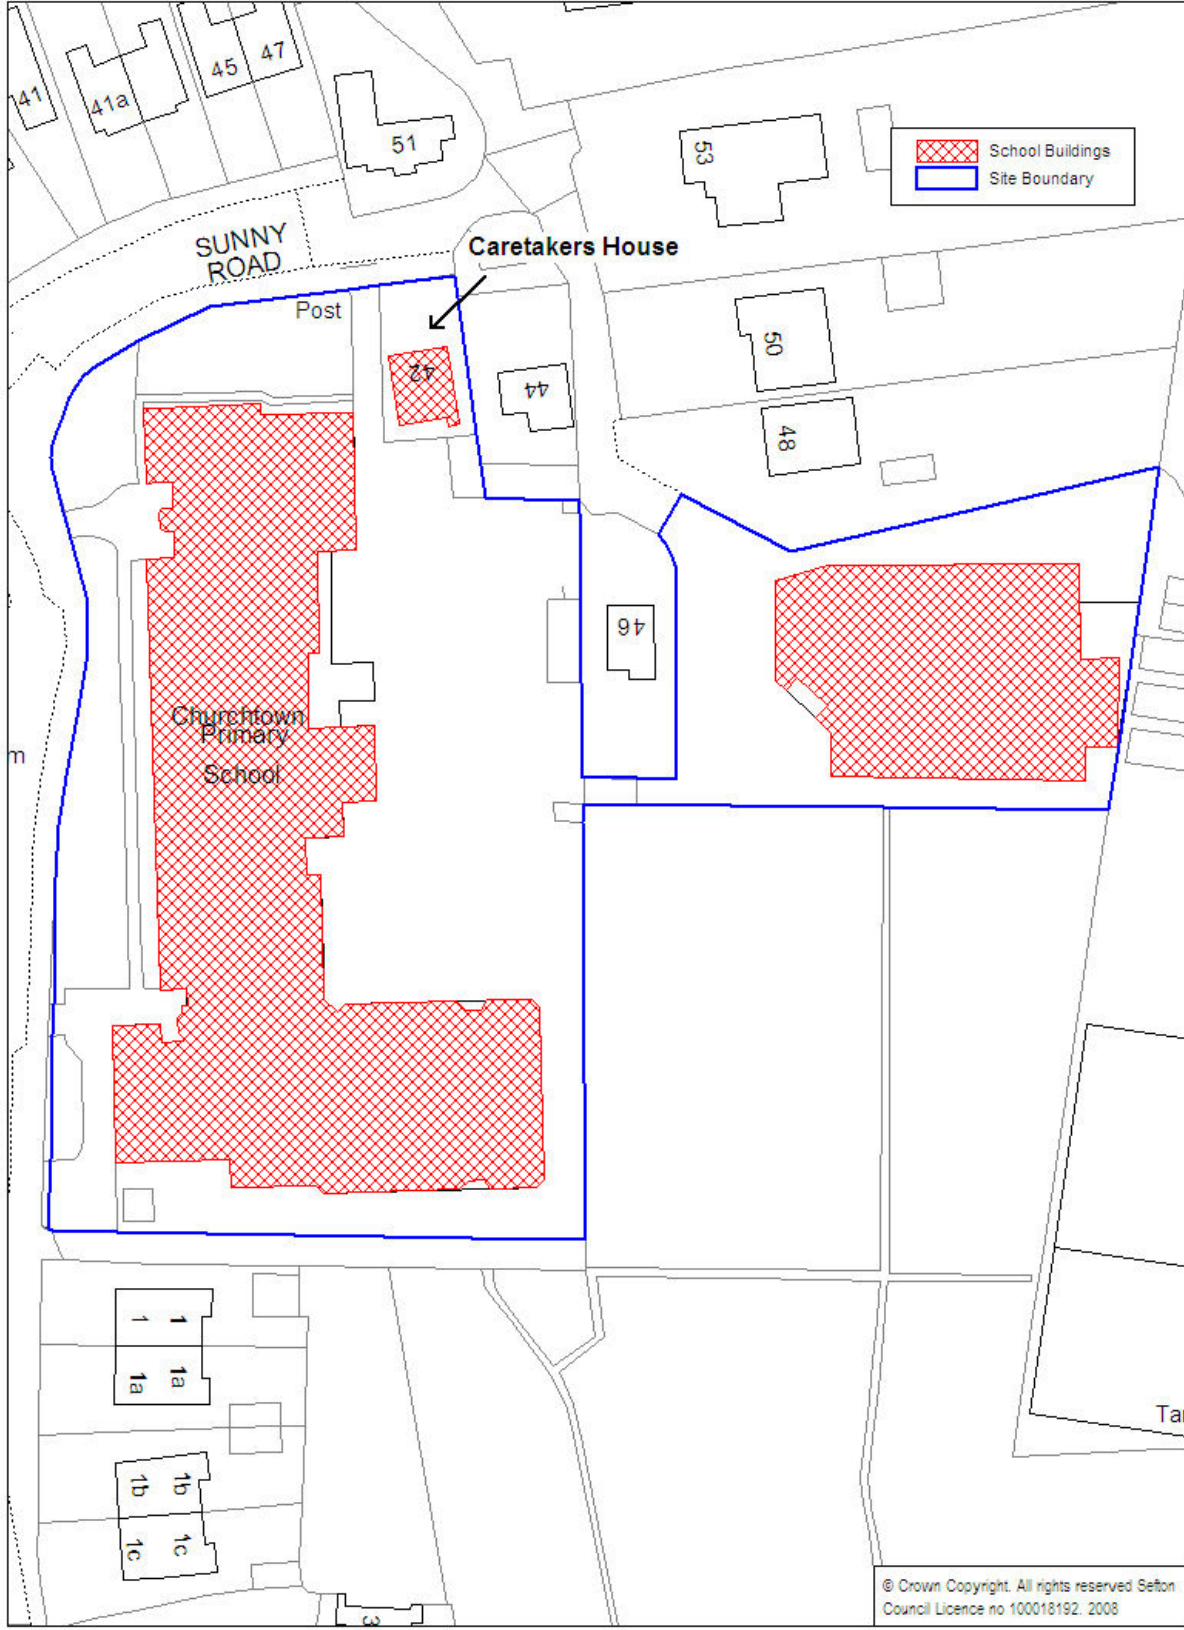 41
41a
45
47
51
53
School Buildings
Site Boundary
SUNNY
ROAD
Caretakers House
Post
42
44
50
48
46
Churchtown
Primary
School
m
1
1
1a
1a
1b
1b
1c
1c
3
Tar
© Crown Copyright. All rights reserved Sefton
Council Licence no 100018192. 2008